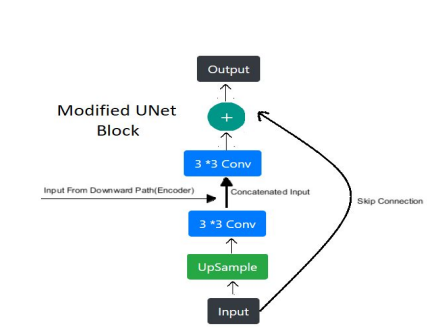 Output
Modified UNet
Block
+
3 *3 Conv
Input From Downward Path(Encoder)
Concatenated Input
Skip Connection
3 *3 Conv
UpSample
Input